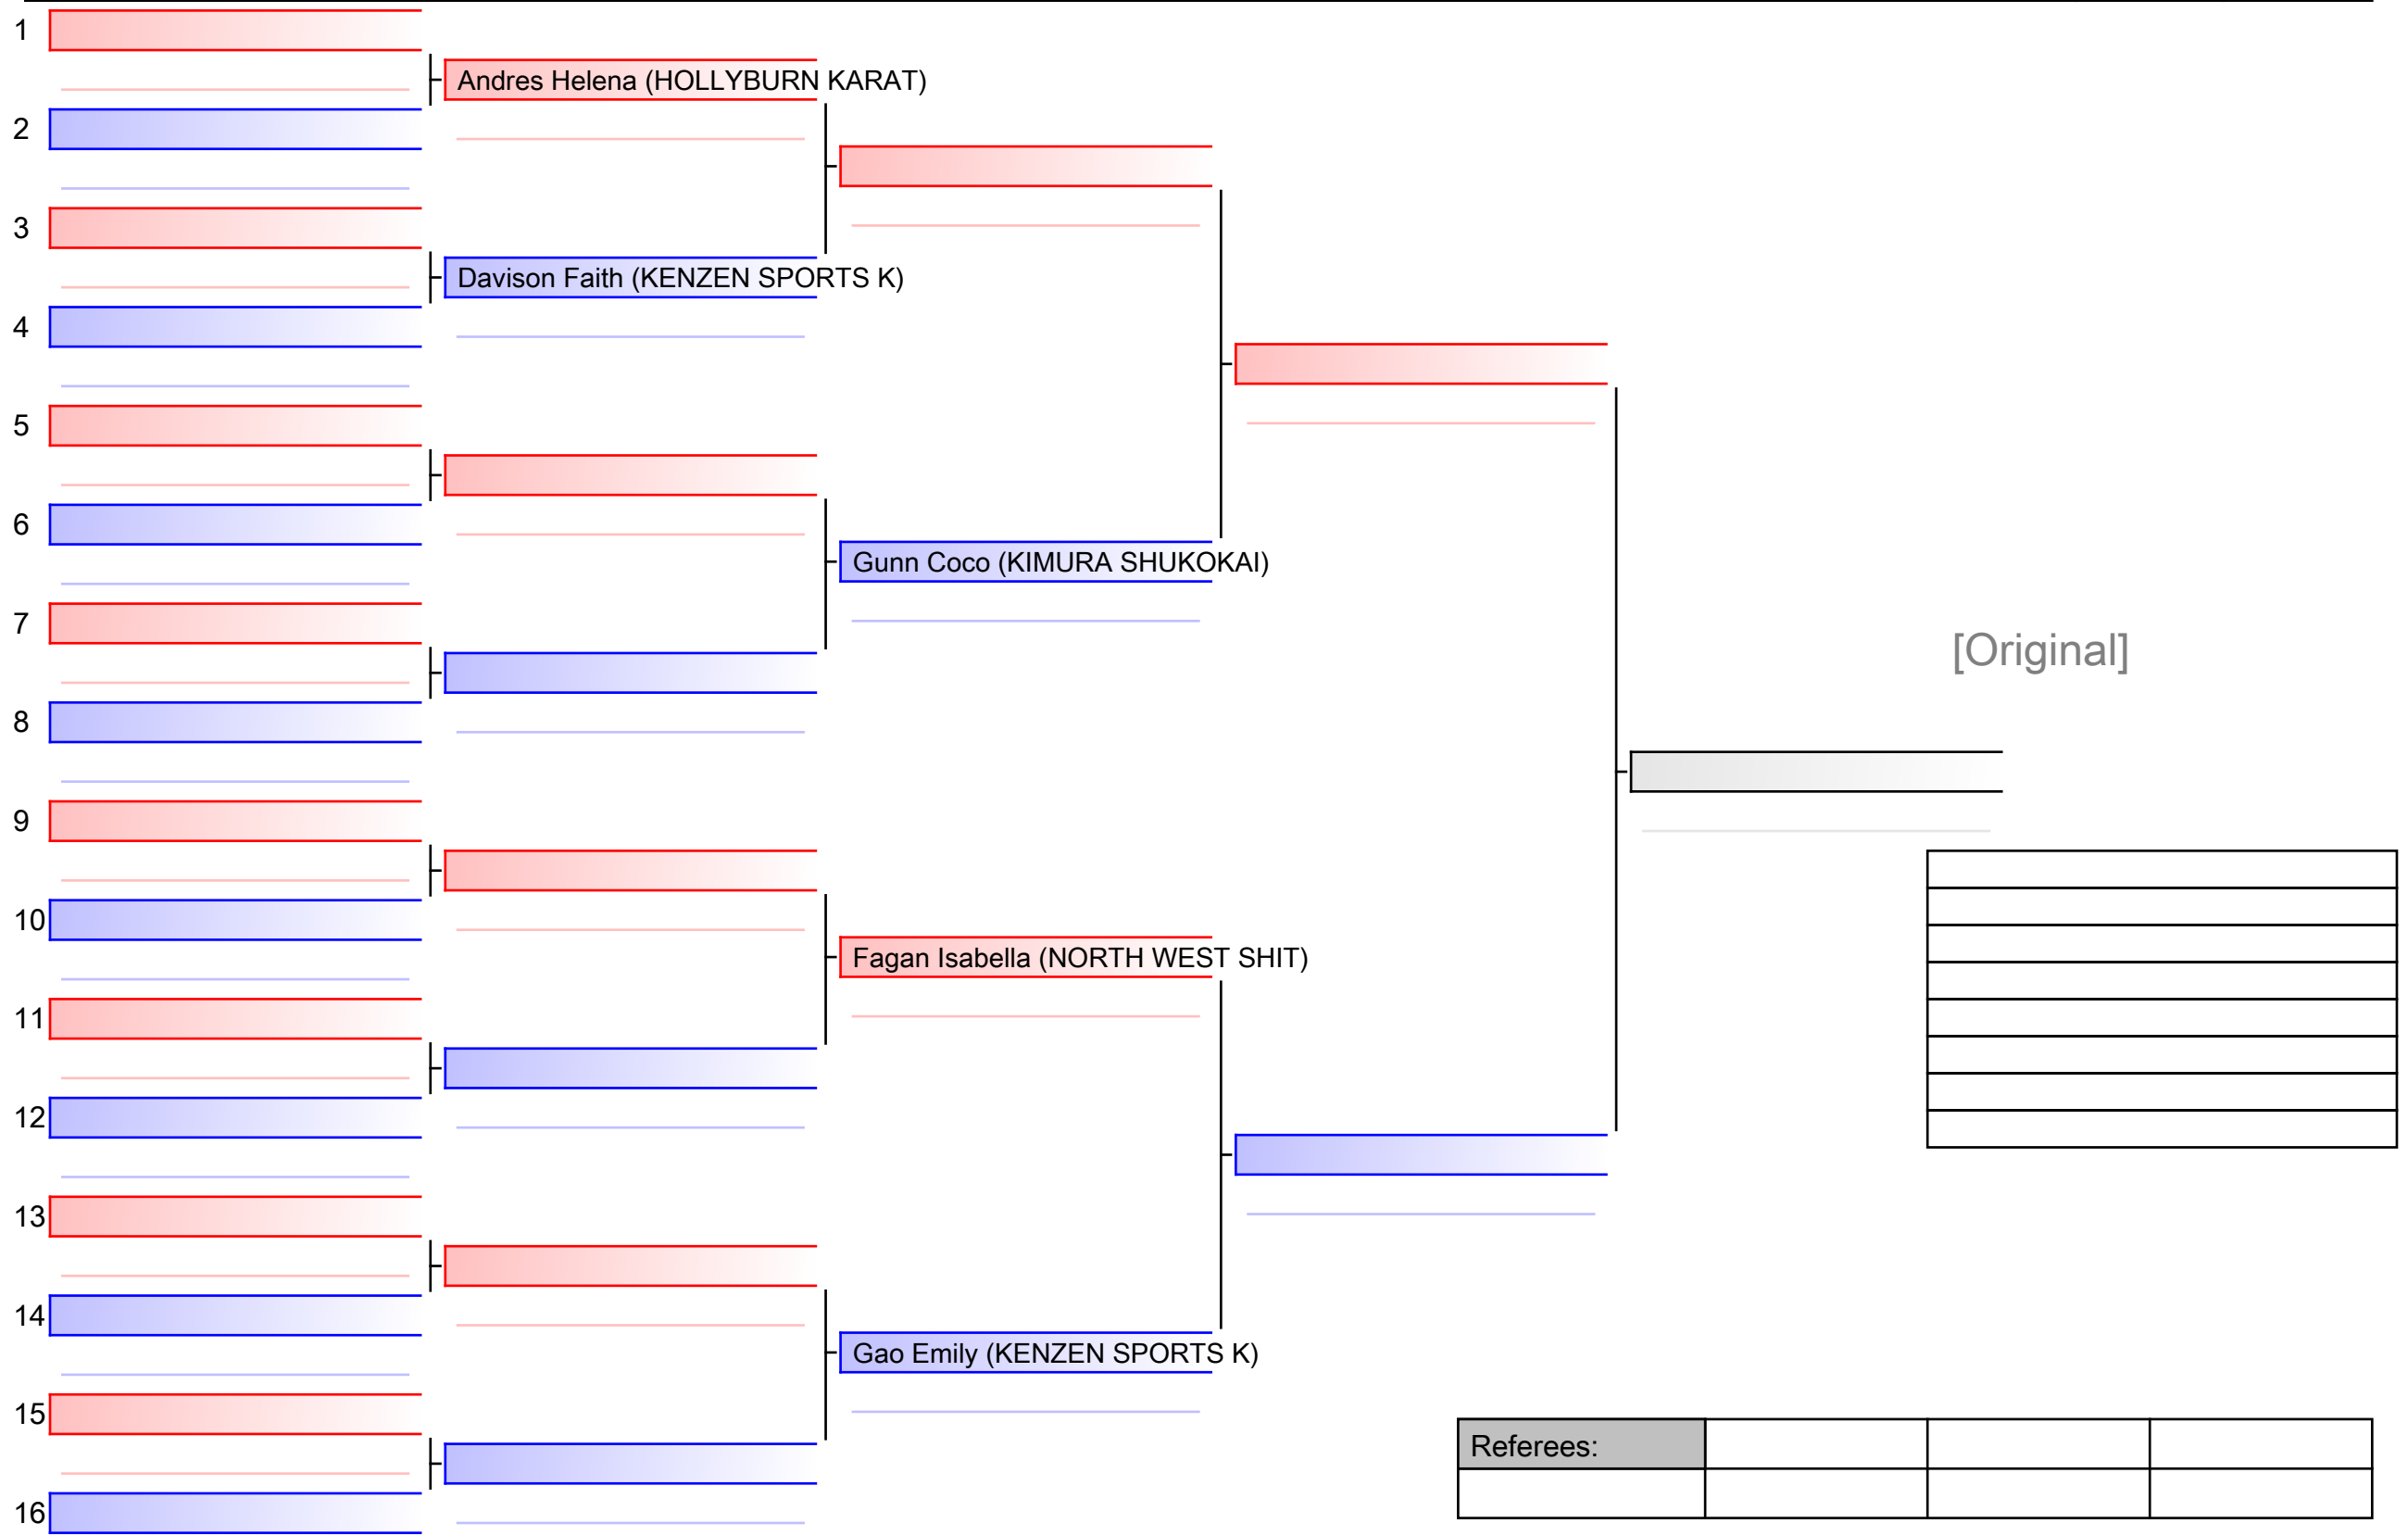 1
Andres Helena (HOLLYBURN KARAT)
2
3
Davison Faith (KENZEN SPORTS K)
4
5
6
Gunn Coco (KIMURA SHUKOKAI)
7
[Original]
8
9
10
Fagan Isabella (NORTH WEST SHIT)
11
12
13
14
Gao Emily (KENZEN SPORTS K)
15
Referees:
16